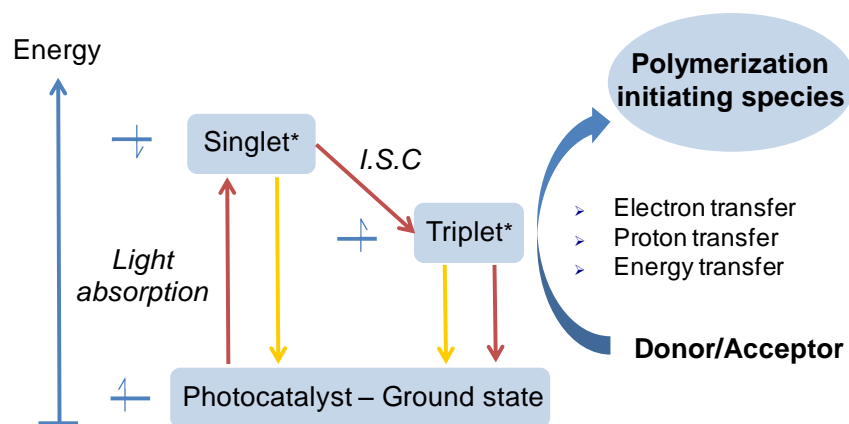 Energy
Polymerization
initiating species
Singlet*
I.S.C
Triplet*
Electron transfer
Proton transfer
Energy transfer
Light
absorption
Donor/Acceptor
Photocatalyst – Ground state